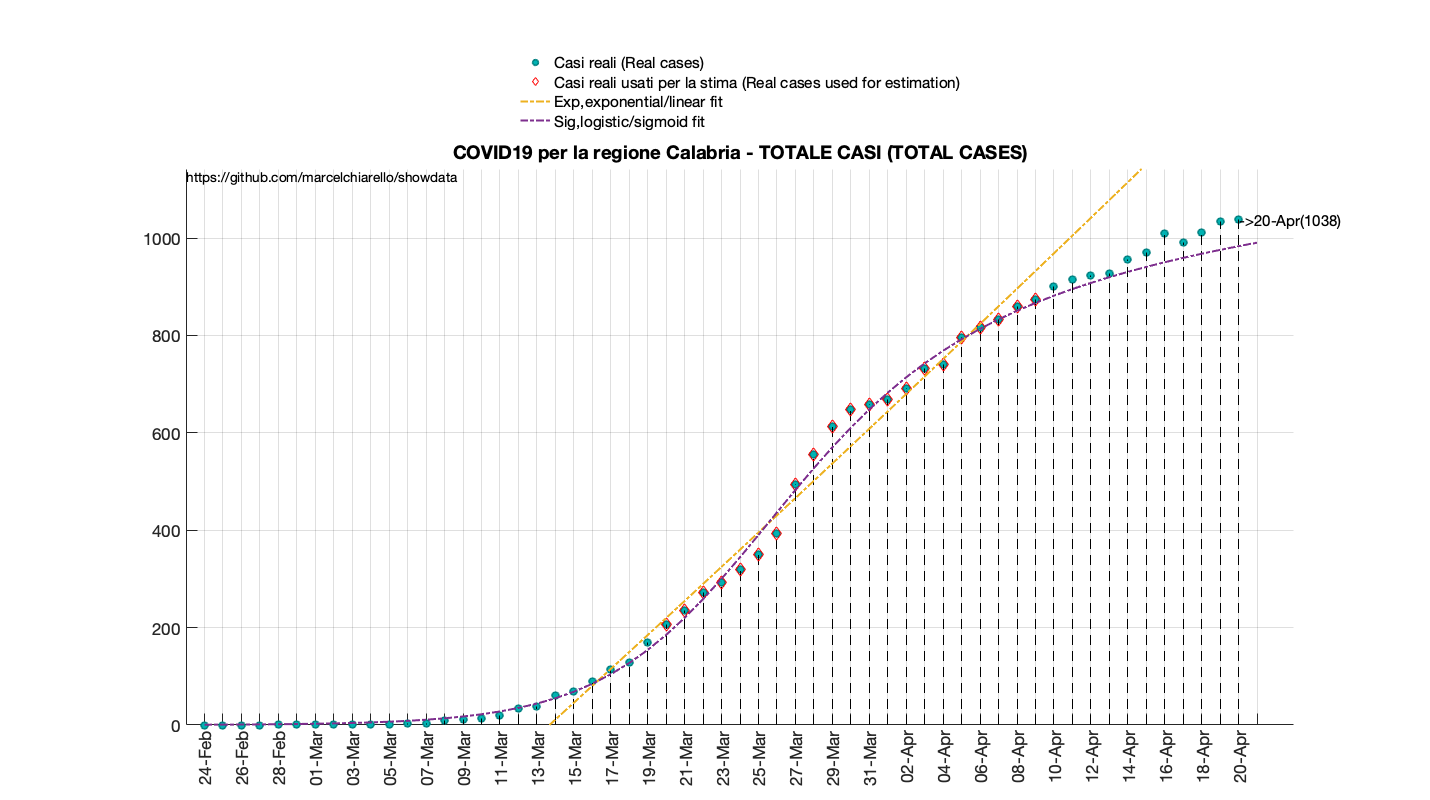 Casi reali (Real cases)
Casi reali usati per la stima (Real cases used for estimation)
Exp,exponential/linear fit
Sig,logistic/sigmoid fit
COVID19 per la regione Calabria - TOTALE CASI (TOTAL CASES)
https://github.com/marcelchiarello/showdata
>20-Apr(1038)
1000
800
600
400
200
0
24-Feb
26-Feb
28-Feb
01-Mar
03-Mar
05-Mar
07-Mar
09-Mar
11-Mar
13-Mar
15-Mar
17-Mar
19-Mar
21-Mar
23-Mar
25-Mar
27-Mar
29-Mar
31-Mar
02-Apr
04-Apr
06-Apr
08-Apr
10-Apr
12-Apr
14-Apr
16-Apr
18-Apr
20-Apr